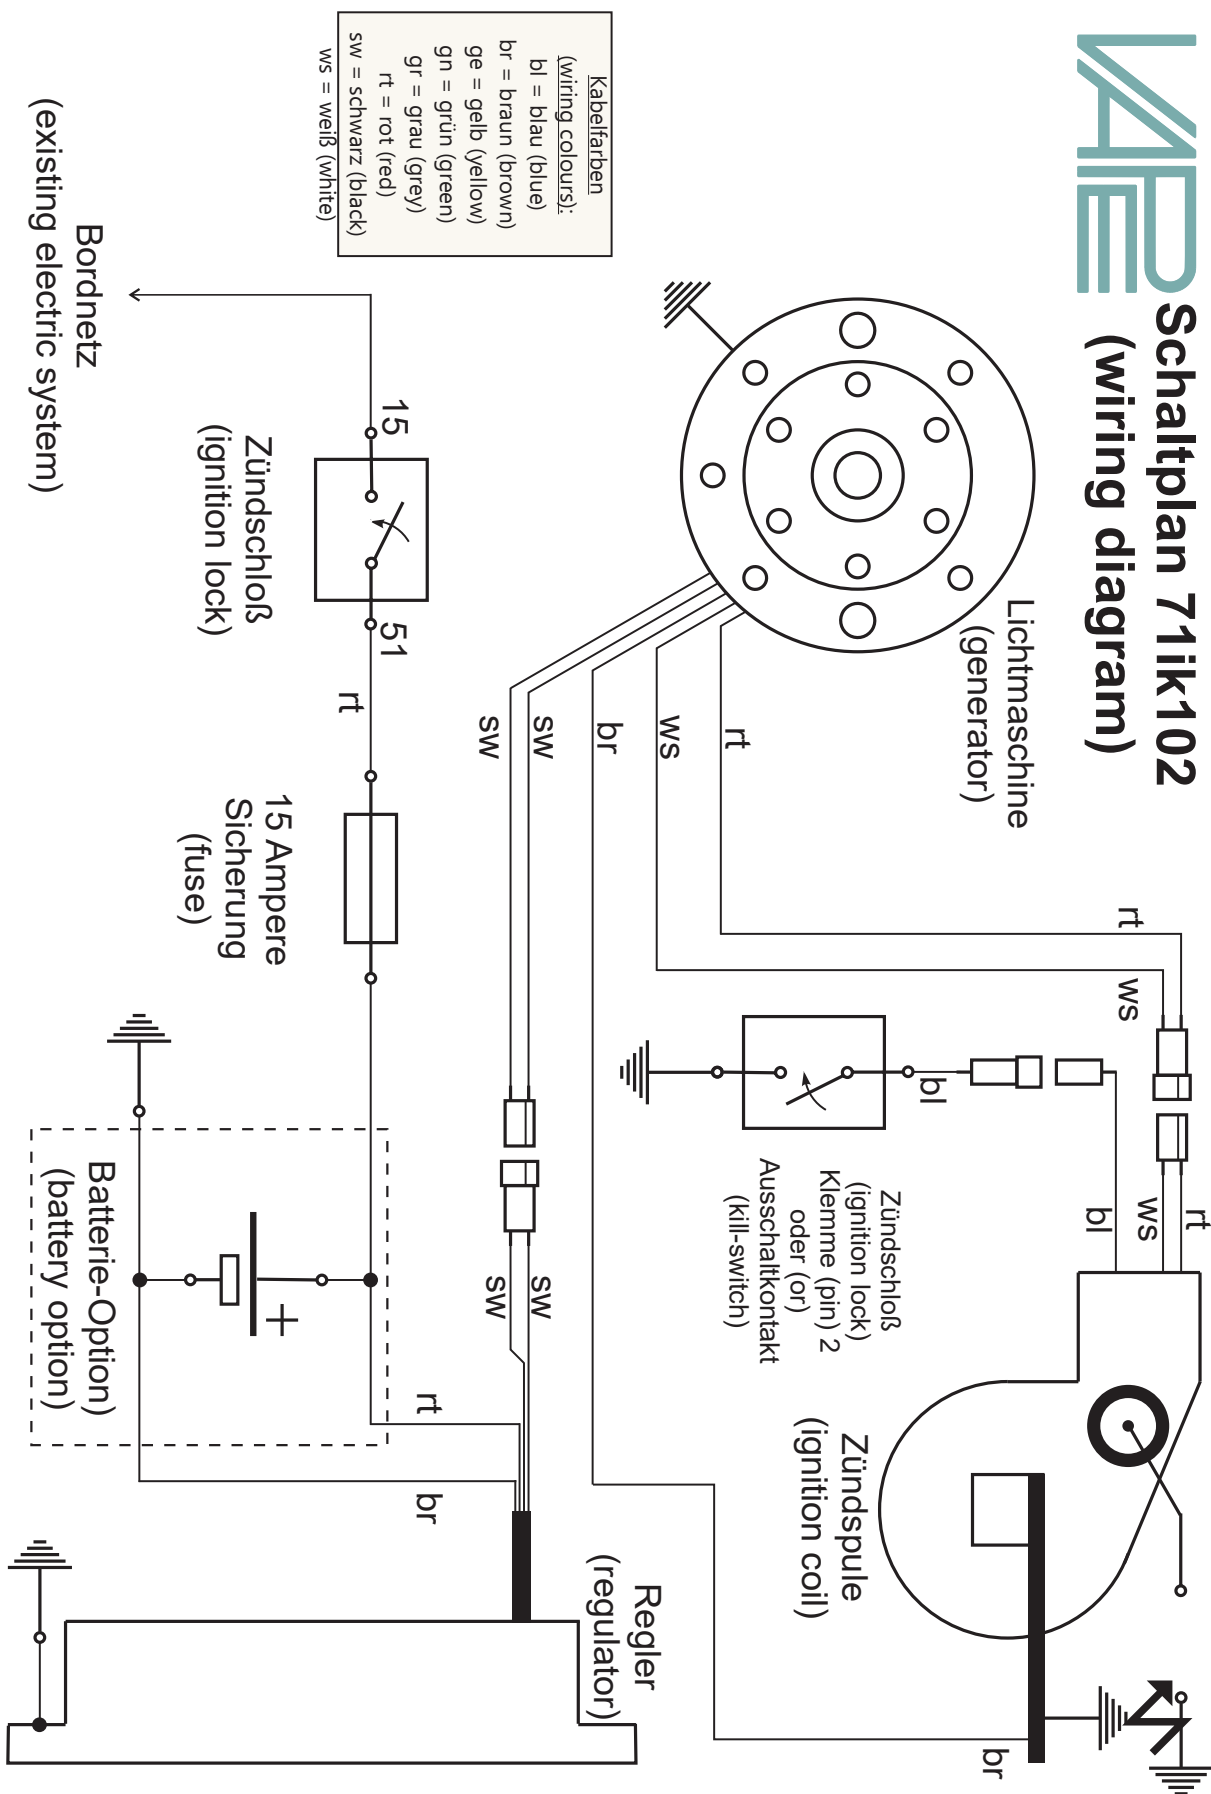 VAPE
Schaltplan 71ik102
(wiring diagram)
Kabelfarben
(wiring colours):
bl = blau (blue)
br = braun (brown)
ge = gelb (yellow)
gn = grün (green)
gr = grau (grey)
rt = rot (red)
sw = schwarz (black)
ws = weiß (white)
Lichtmaschine
(generator)
rt
ws
br
sw
sw
rt
ws
rt
ws
bl
bl
Zündschloß
(ignition lock)
Klemme (pin) 2
oder (or)
Ausschaltkontakt
(kill-switch)
Zündspule
(ignition coil)
br
sw
sw
15
51
Zündschloß
(ignition lock)
rt
15 Ampere
Sicherung
(fuse)
Bordnetz
(existing electric system)
+
Batterie-Option)
(battery option)
rt
br
Regler
(regulator)